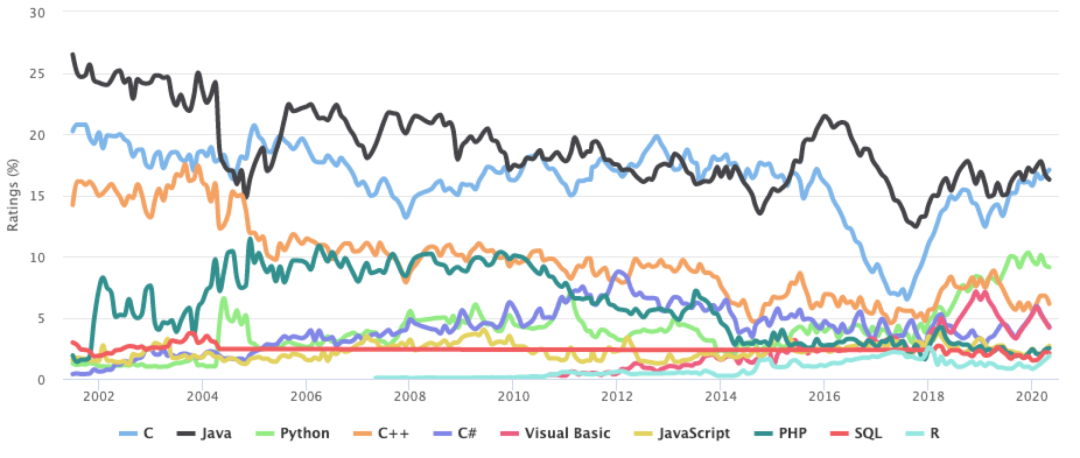 30
25
20
15
10
5
0
Ratings (%)
2002 2004 2006 2008 2010 2012 2014 2016 2018 2020
C Java Python C++ C# Visual Basic JavaScript PHP SQL R